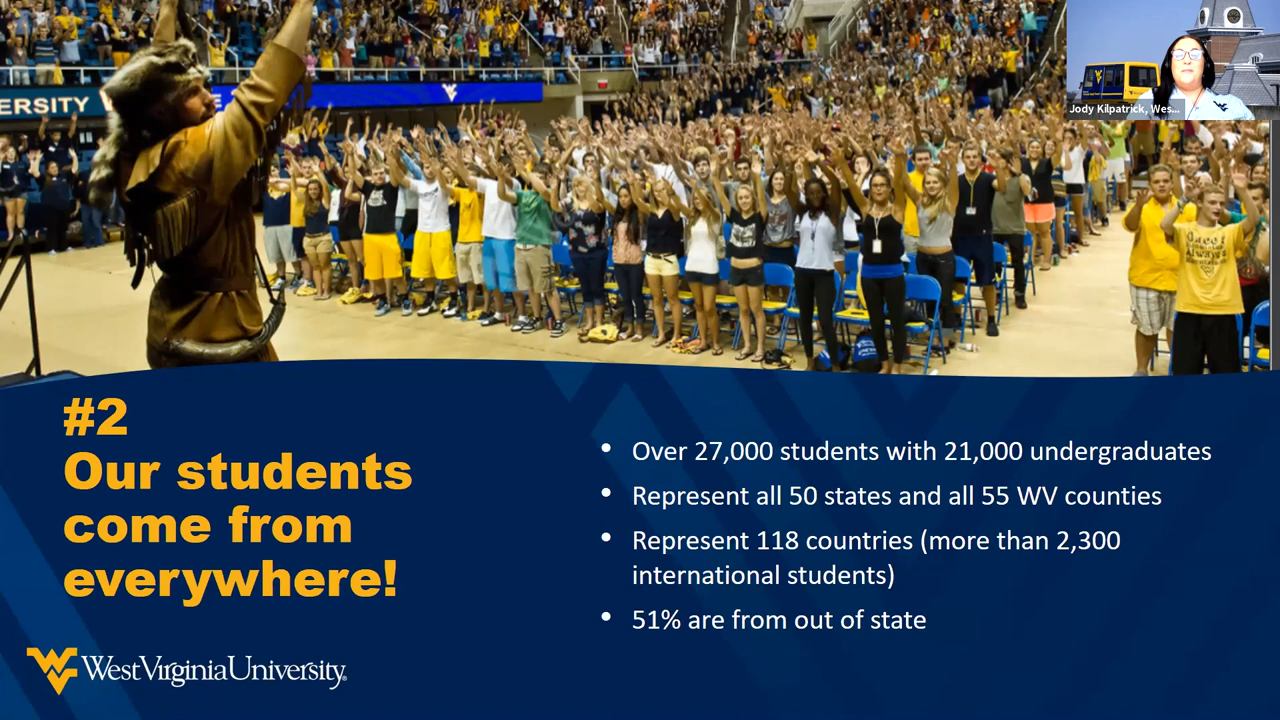 ERSITY
Jody Kilpatrick, Wes...
#2
Our students
come from
everywhere!
• Over 27,000 students with 21,000 undergraduates
• Represent all 50 states and all 55 WV counties
• Represent 118 countries (more than 2,300
international students)
• 51% are from out of state
WestVirginiaUniversity.